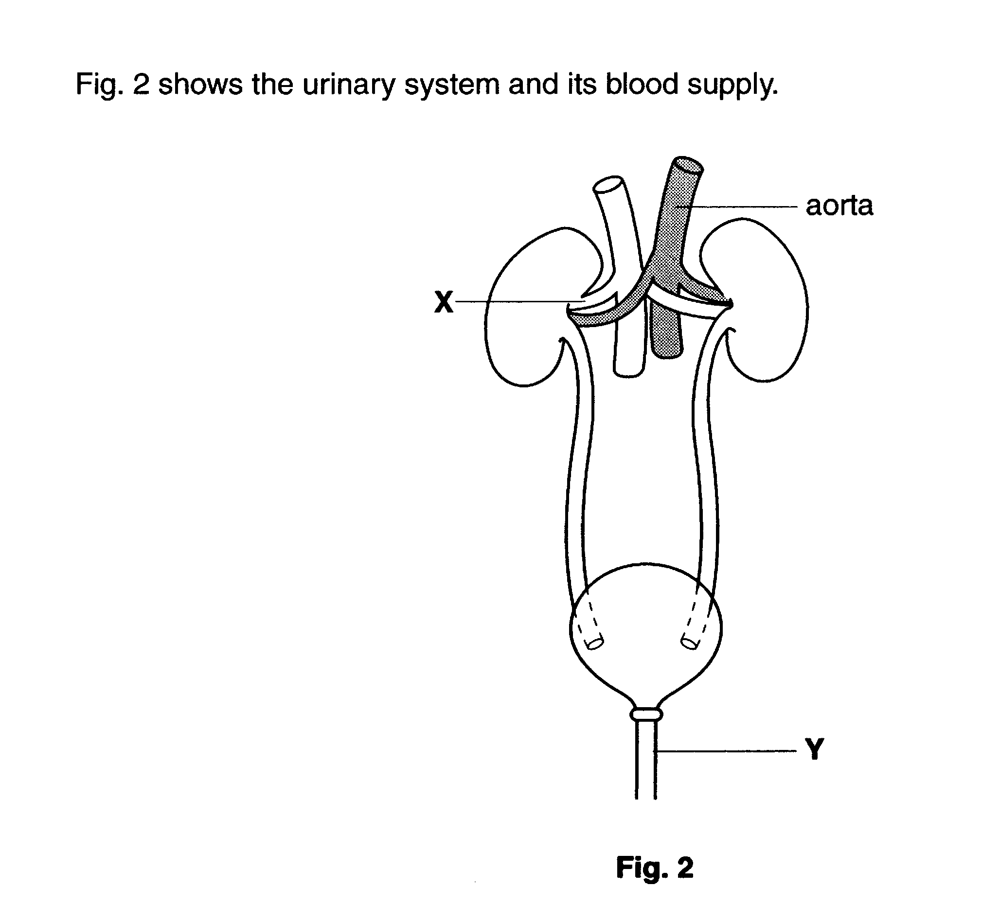 Fig. 2 shows the urinary system and its blood supply.
aorta
X
Y
Fig. 2